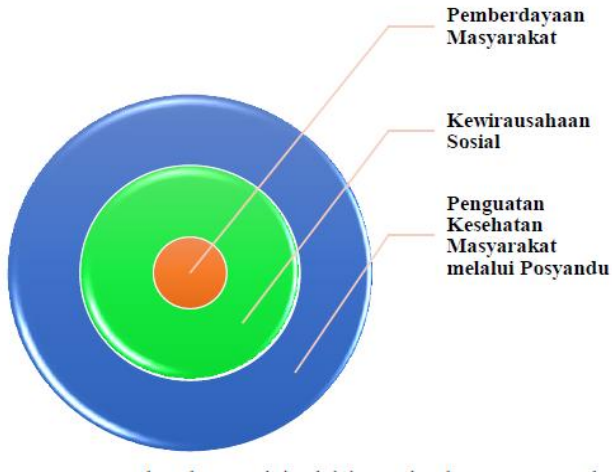 Pemberdayaan
Masyarakat
Kewirausahaan
Sosial
Penguatan
Kesehatan
Masyarakat
melalui Posyandu